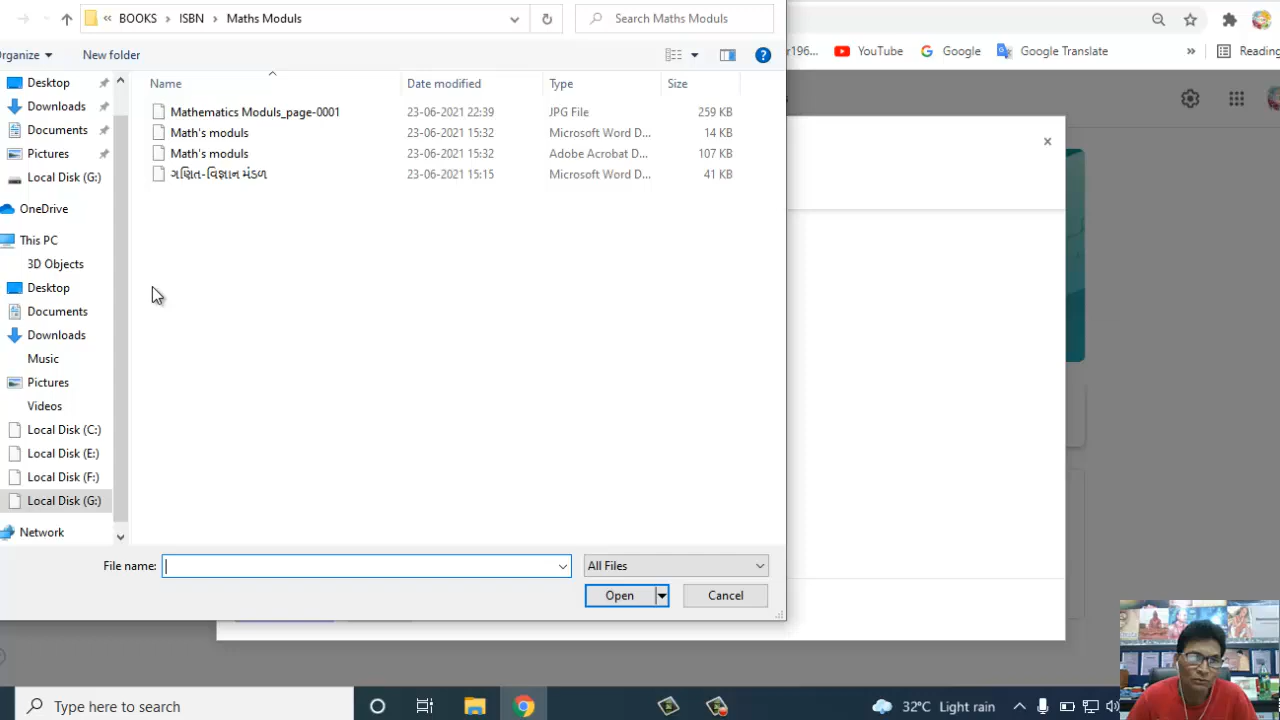 BOOKS › ISBN › Maths Moduls
Search Maths Moduls
r196... YouTube Google Google Translate » Reading
Organize New folder
Name Date modified Type Size
Desktop
Downloads
Documents
Pictures
Local Disk (G:)
OneDrive
This PC
3D Objects
Desktop
Documents
Downloads
Music
Pictures
Videos
Local Disk (C:)
Local Disk (E:)
Local Disk (F:)
Local Disk (G:)
Network
Mathematics Moduls_page-0001 23-06-2021 22:39 JPG File 259 KB
Math's moduls 23-06-2021 15:32 Microsoft Word D... 14 KB
Math's moduls 23-06-2021 15:32 Adobe Acrobat D... 107 KB
ગણિત-વિજ્ઞાન મંડળ 23-06-2021 15:15 Microsoft Word D... 41 KB
File name: All Files
Open Cancel
Type here to search
32°C Light rain